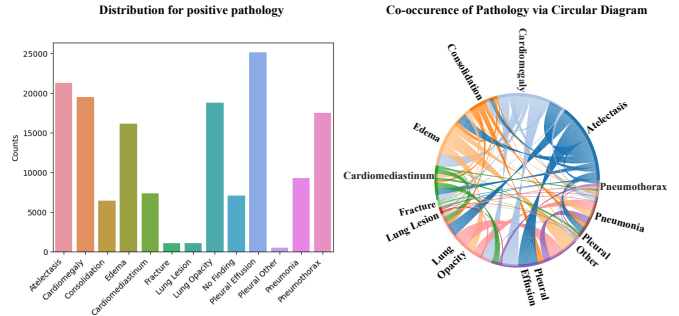 Distribution for positive pathology
Co-occurence of Pathology via Circular Diagram
25000
20000
15000
10000
5000
0
Counts
Atelectasis
Cardiomegaly
Consolidation
Edema
Cardiomediastinum
Fracture
Lung Lesion
Lung Opacity
No Finding
Pleural Effusion
Pleural Other
Pneumonia
Pneumothorax
Cardiomegaly
Consolidation
Atelectasis
Edema
Cardiomediastinum
Pneumothorax
Fracture
Lung Lesion
Pneumonia
Lung
Opacity
Pleural
Other
Pleural
Effusion